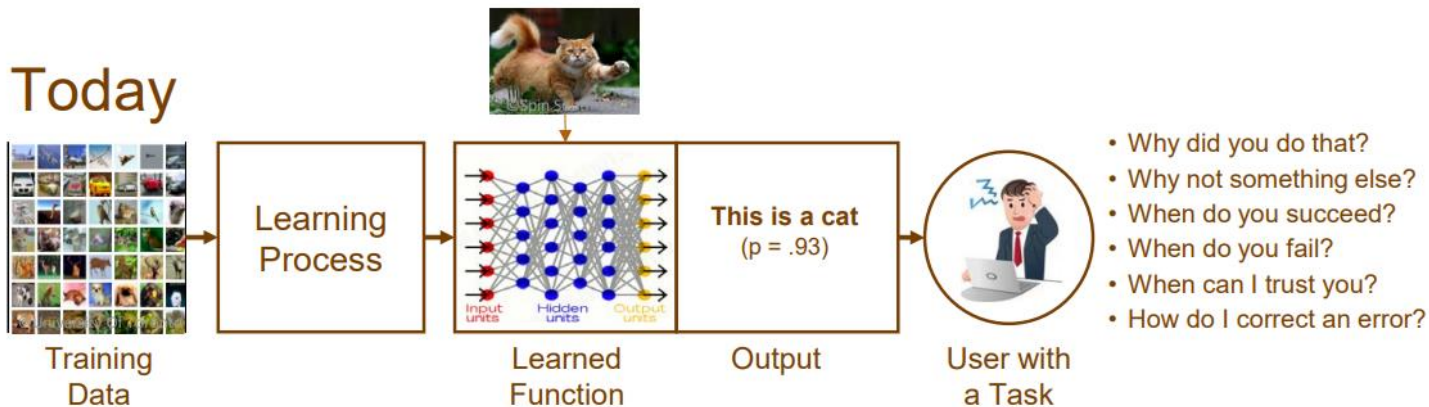 Today
©Spin S
Learning
Process
Input
units
Hidden
units
Output
units
This is a cat
(p = .93)
• Why did you do that?
• Why not something else?
• When do you succeed?
• When do you fail?
• When can I trust you?
• How do I correct an error?
Training
Data
Learned
Function
Output
User with
a Task